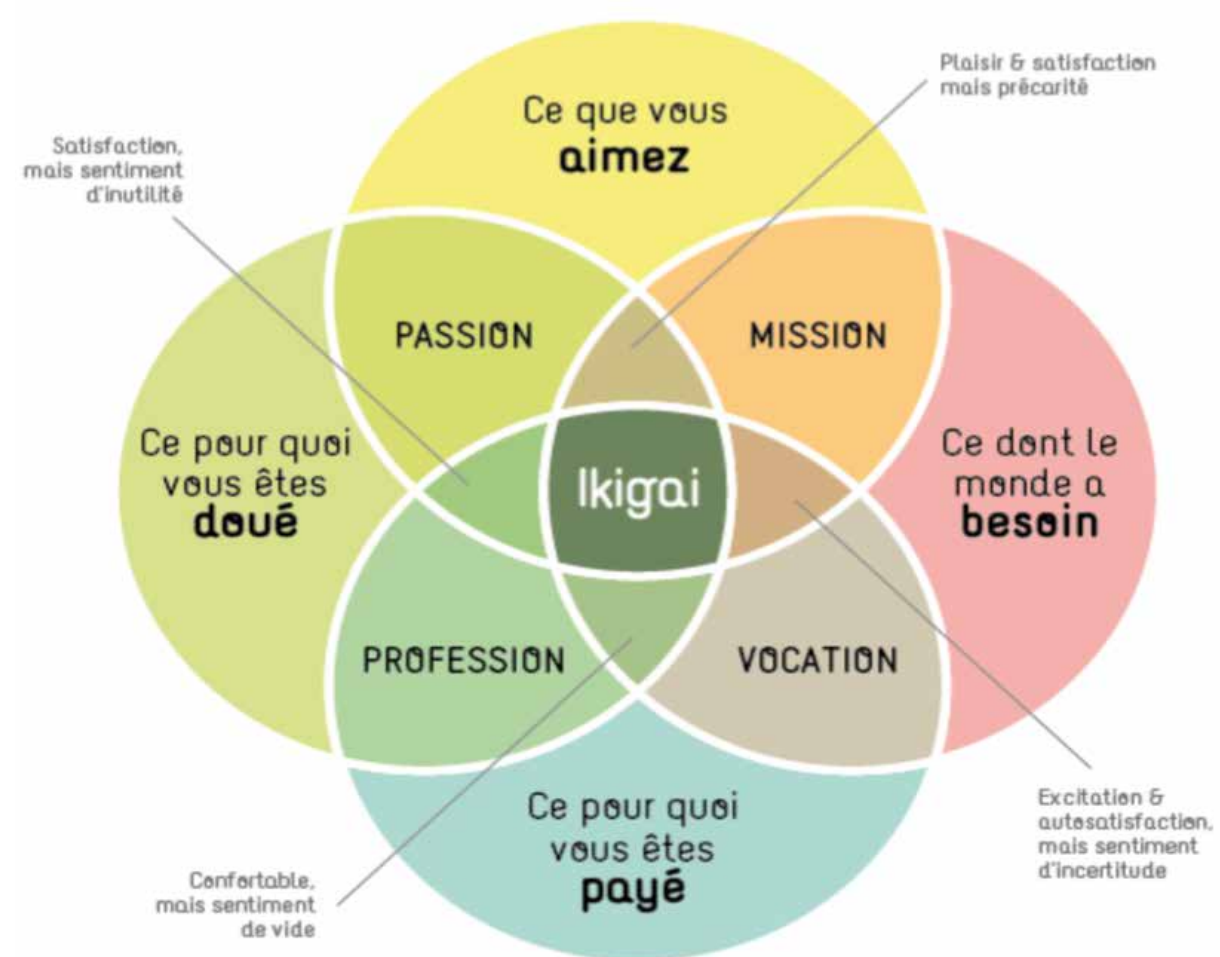 Plaisir & satisfaction
mais précarité
Ce que vous
aimez
Satisfaction,
mais sentiment
d'inutilité
PASSION
MISSION
Ce pour quoi
vous êtes
doué
Ikigai
Ce dont le
monde a
besoin
PROFESSION
VOCATION
Ce pour quoi
vous êtes
payé
Excitation &
autosatisfaction,
mais sentiment
d'incertitude
Confortable,
mais sentiment
de vide